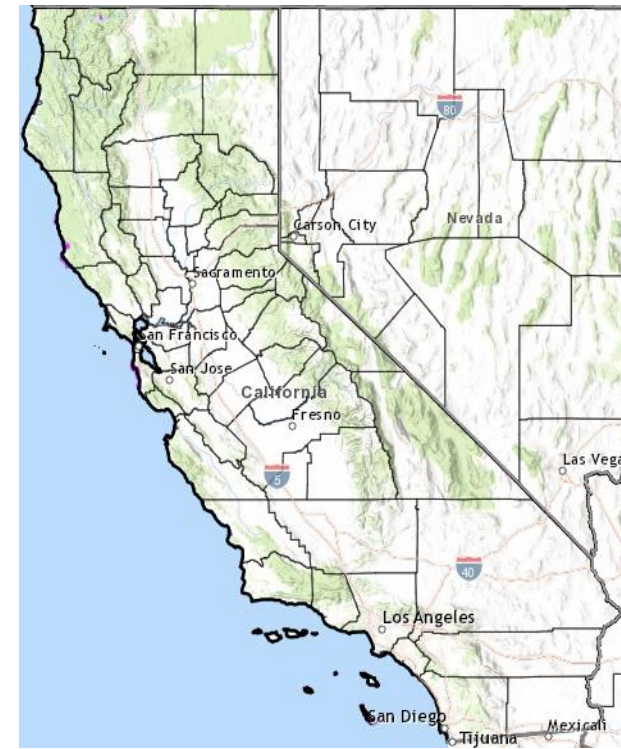 80
Nevada
Carson City
Sacramento
San Francisco
San Jose
California
Fresno
Las Vega
5
40
Los Angeles
San Diego
Mexicali
Tijuana